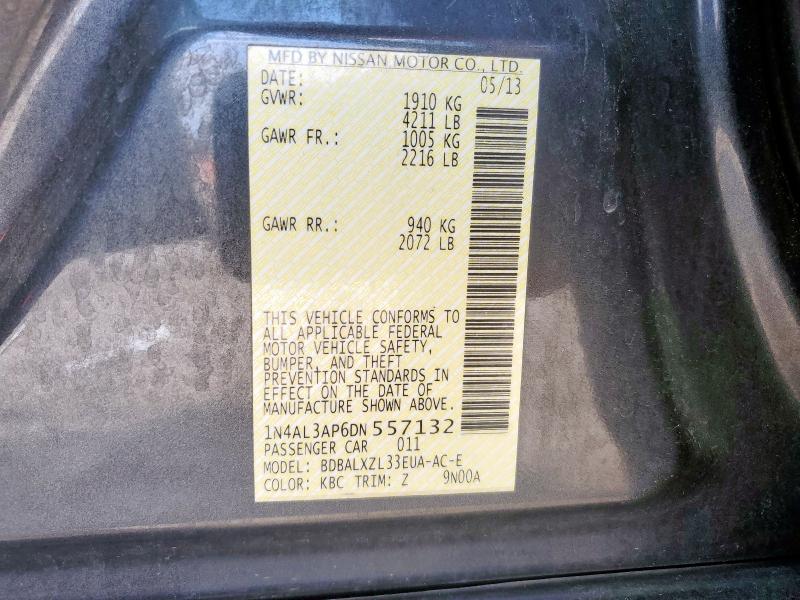 MFD BY NISSAN MOTOR CO., LTD.
DATE: 05/13
GVWR: 1910 KG
4211 LB
GAWR FR.: 1005 KG
2216 LB
GAWR RR.: 940 KG
2072 LB
THIS VEHICLE CONFORMS TO
ALL APPLICABLE FEDERAL
MOTOR VEHICLE SAFETY,
BUMPER, AND THEFT
PREVENTION STANDARDS IN
EFFECT ON THE DATE OF
MANUFACTURE SHOWN ABOVE.
1N4AL3AP6DN557132
PASSENGER CAR 011
MODEL: BDBALXZL33EUA-AC-E
COLOR: KBC TRIM: Z 9N00A